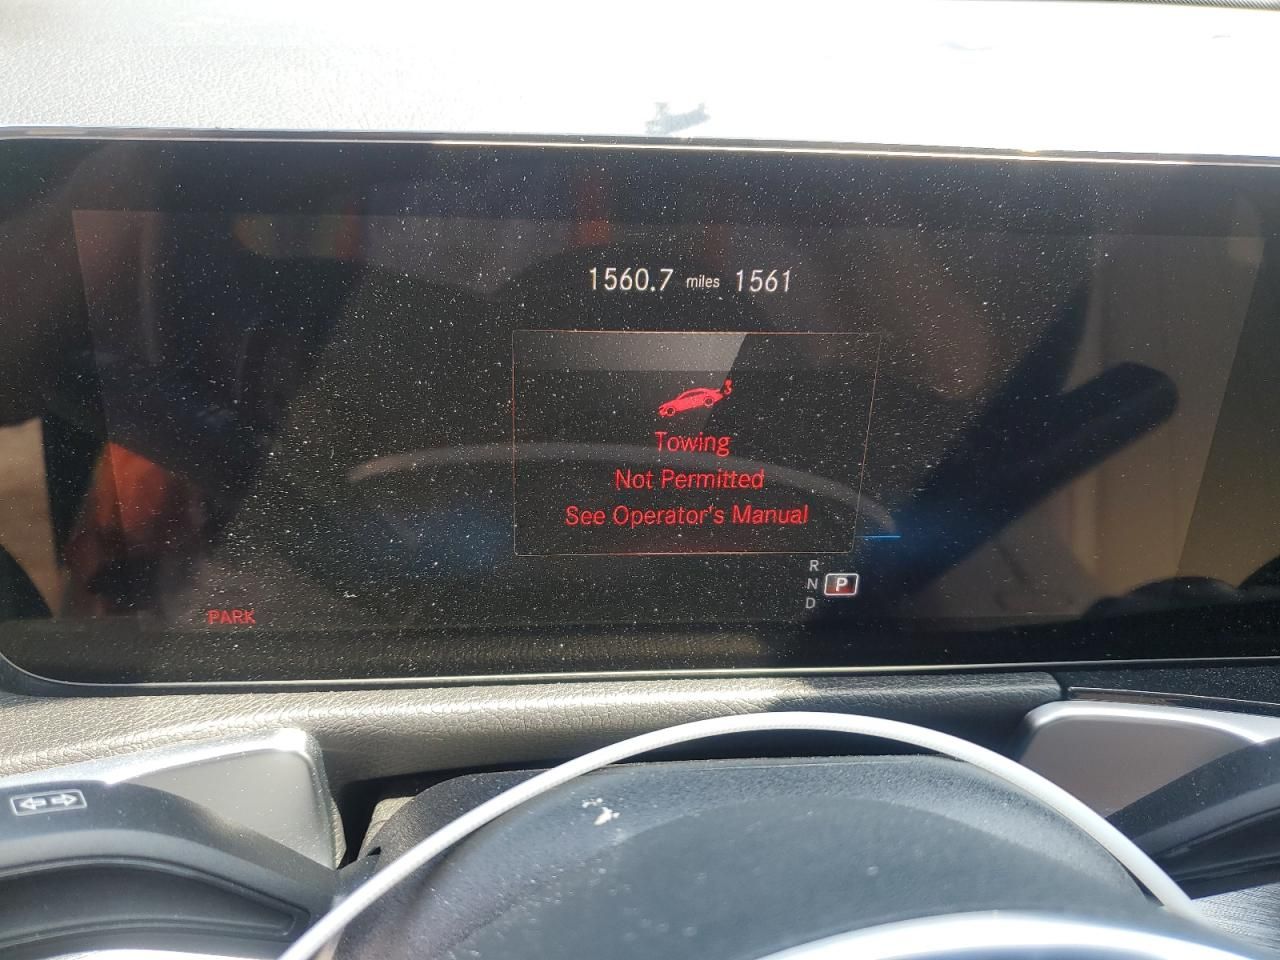 1560.7 miles 1561
Towing
Not Permitted
See Operator's Manual
R
N P
D
PARK